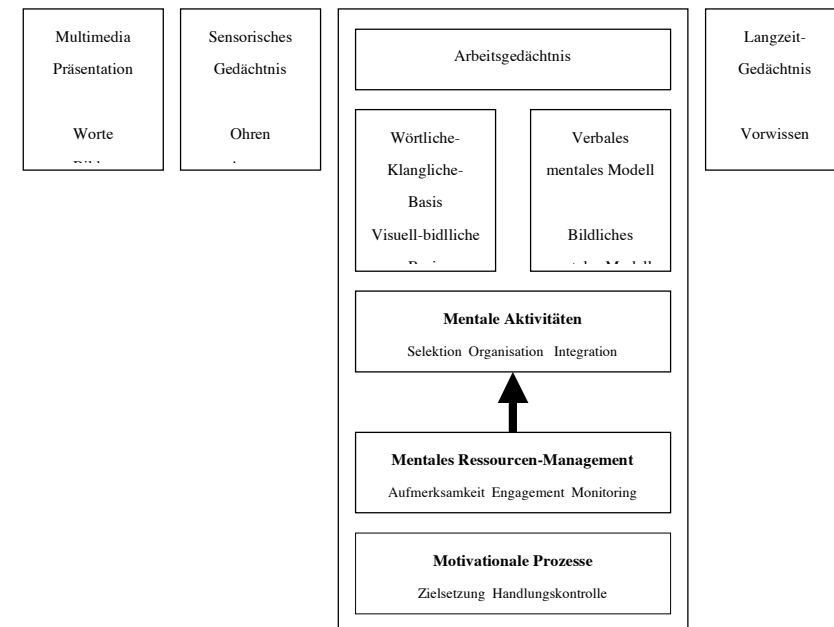 Multimedia
Präsentation
Worte
Sensorisches
Gedächtnis
Ohren
Arbeitsgedächtnis
Wörtliche-
Klangliche-
Basis
Visuell-bidlliche
Verbales
mentales Modell
Bildliches
Mentale Aktivitäten
Selektion Organisation Integration
Mentales Ressourcen-Management
Aufmerksamkeit Engagement Monitoring
Motivationale Prozesse
Zielsetzung Handlungskontrolle
Langzeit-
Gedächtnis
Vorwissen